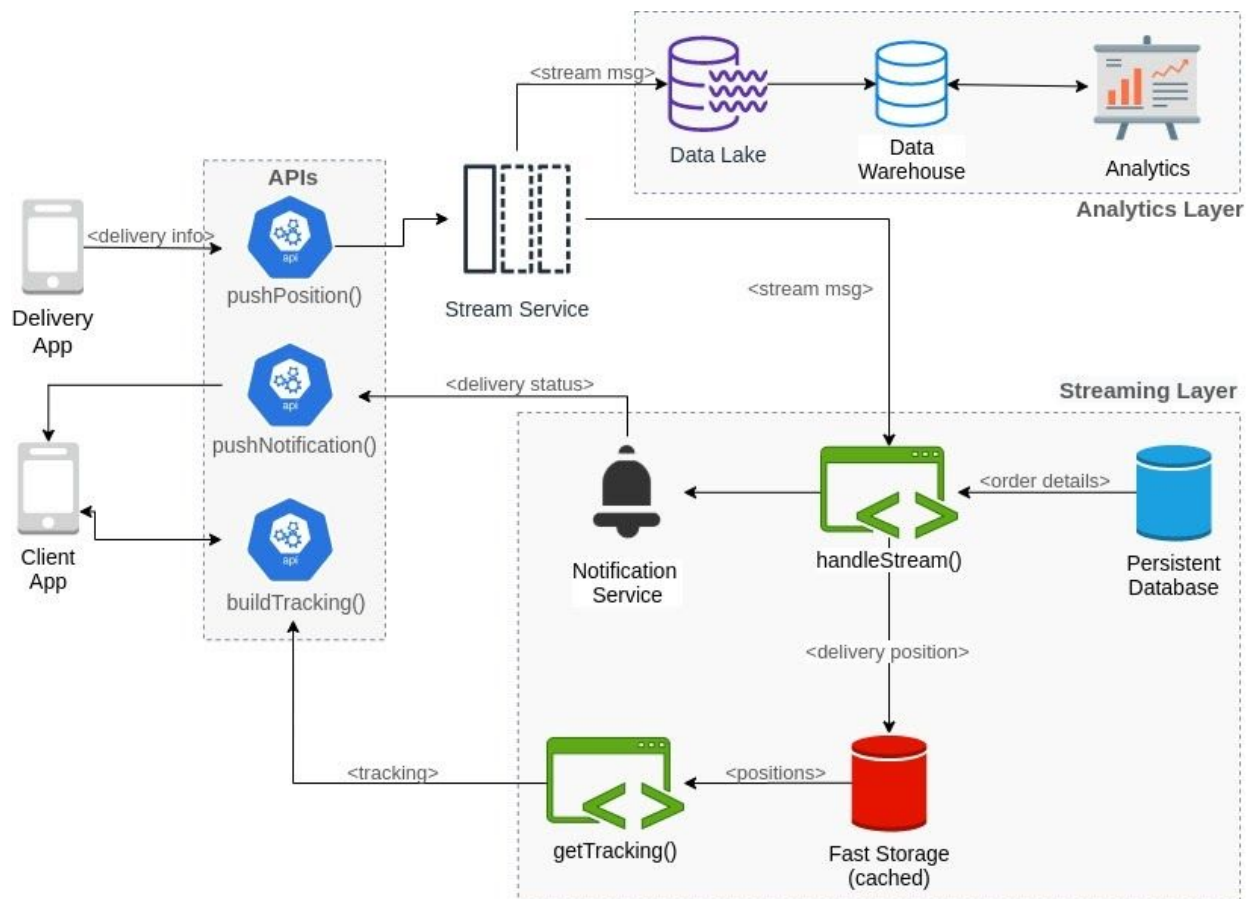 <stream msg>
Data Lake
Data
Warehouse
Analytics
Analytics Layer
APIs
<delivery info>
api
pushPosition()
Delivery
App
Stream Service
<stream msg>
<delivery status>
api
pushNotification()
Streaming Layer
<order details>
Client
App
api
buildTracking()
Notification
Service
handleStream()
Persistent
Database
<delivery position>
<tracking>
<positions>
getTracking()
Fast Storage
(cached)